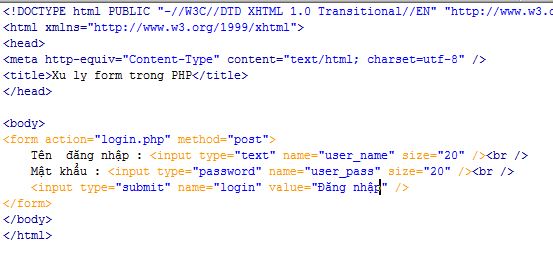 <!DOCTYPE html PUBLIC "-//W3C//DTD XHTML 1.0 Transitional//EN" "http://www.w3.o
<html xmlns="http://www.w3.org/1999/xhtml">
<head>
<meta http-equiv="Content-Type" content="text/html; charset=utf-8" />
<title>Xu ly form trong PHP</title>
</head>
<body>
<form action="login.php" method="post">
Tên đăng nhập : <input type="text" name="user_name" size="20" /><br />
Mật khẩu : <input type="password" name="user_pass" size="20" /><br />
<input type="submit" name="login" value="Đăng nhập" />
</form>
</body>
</html>